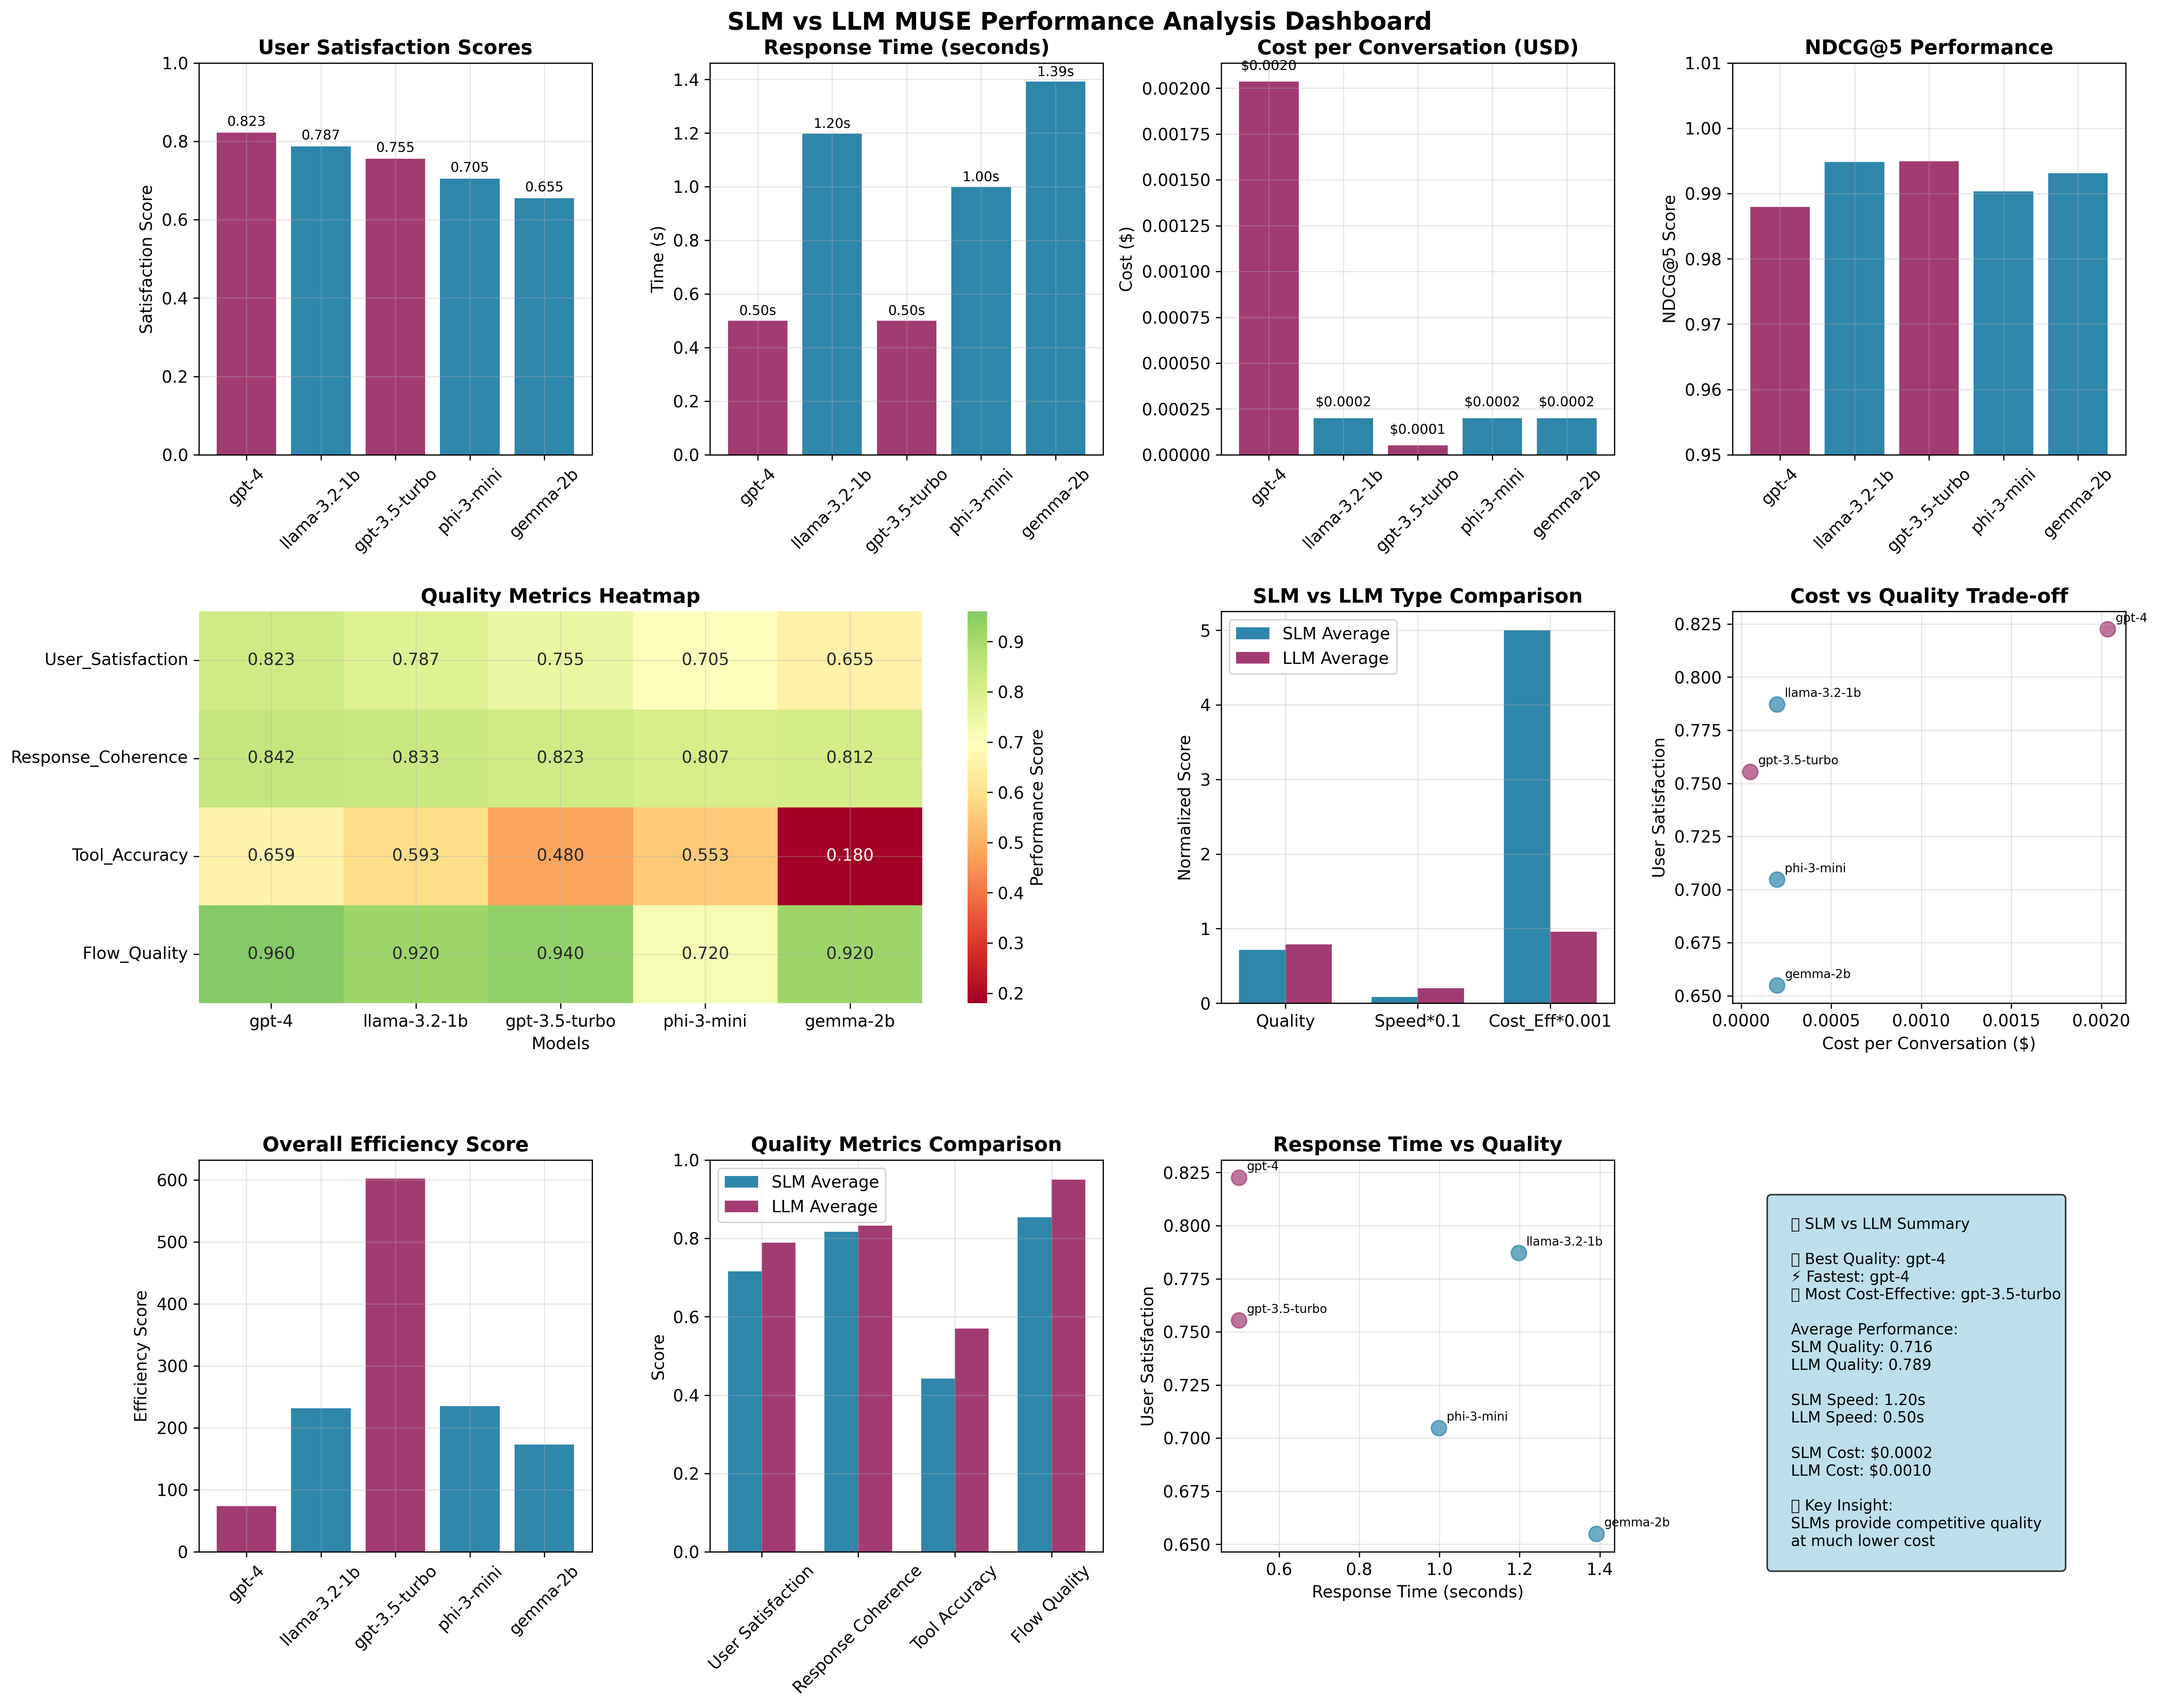 SLM vs LLM MUSE Performance Analysis Dashboard
User Satisfaction Scores
Satisfaction Score
1.0
0.8
0.6
0.4
0.2
0.0
0.823
0.787
0.755
0.705
0.655
gpt-4
llama-3.2-1b
gpt-3.5-turbo
phi-3-mini
gemma-2b
Response Time (seconds)
Time (s)
1.4
1.2
1.0
0.8
0.6
0.4
0.2
0.0
0.50s
1.20s
0.50s
1.00s
1.39s
gpt-4
llama-3.2-1b
gpt-3.5-turbo
phi-3-mini
gemma-2b
Cost per Conversation (USD)
Cost ($)
0.00200
0.00175
0.00150
0.00125
0.00100
0.00075
0.00050
0.00025
0.00000
$0.0020
$0.0002
$0.0001
$0.0002
$0.0002
gpt-4
llama-3.2-1b
gpt-3.5-turbo
phi-3-mini
gemma-2b
NDCG@5 Performance
NDCG@5 Score
1.01
1.00
0.99
0.98
0.97
0.96
0.95
gpt-4
llama-3.2-1b
gpt-3.5-turbo
phi-3-mini
gemma-2b
Quality Metrics Heatmap
User_Satisfaction 0.823 0.787 0.755 0.705 0.655
Response_Coherence 0.842 0.833 0.823 0.807 0.812
Tool_Accuracy 0.659 0.593 0.480 0.553 0.180
Flow_Quality 0.960 0.920 0.940 0.720 0.920
gpt-4 llama-3.2-1b gpt-3.5-turbo phi-3-mini gemma-2b
Models
0.9
0.8
0.7
0.6
0.5
0.4
0.3
0.2
Performance Score
SLM vs LLM Type Comparison
SLM Average
LLM Average
Normalized Score
5
4
3
2
1
0
Quality Speed*0.1 Cost_Eff*0.001
Cost vs Quality Trade-off
User Satisfaction
0.825
0.800
0.775
0.750
0.725
0.700
0.675
0.650
gpt-4
llama-3.2-1b
gpt-3.5-turbo
phi-3-mini
gemma-2b
0.0000 0.0005 0.0010 0.0015 0.0020
Cost per Conversation ($)
Overall Efficiency Score
Efficiency Score
600
500
400
300
200
100
0
gpt-4
llama-3.2-1b
gpt-3.5-turbo
phi-3-mini
gemma-2b
Quality Metrics Comparison
SLM Average
LLM Average
Score
1.0
0.8
0.6
0.4
0.2
0.0
User Satisfaction
Response Coherence
Tool Accuracy
Flow Quality
Response Time vs Quality
User Satisfaction
0.825
0.800
0.775
0.750
0.725
0.700
0.675
0.650
gpt-4
llama-3.2-1b
gpt-3.5-turbo
phi-3-mini
gemma-2b
0.6 0.8 1.0 1.2 1.4
Response Time (seconds)
SLM vs LLM Summary
Best Quality: gpt-4
⚡ Fastest: gpt-4
Most Cost-Effective: gpt-3.5-turbo
Average Performance:
SLM Quality: 0.716
LLM Quality: 0.789
SLM Speed: 1.20s
LLM Speed: 0.50s
SLM Cost: $0.0002
LLM Cost: $0.0010
Key Insight:
SLMs provide competitive quality
at much lower cost